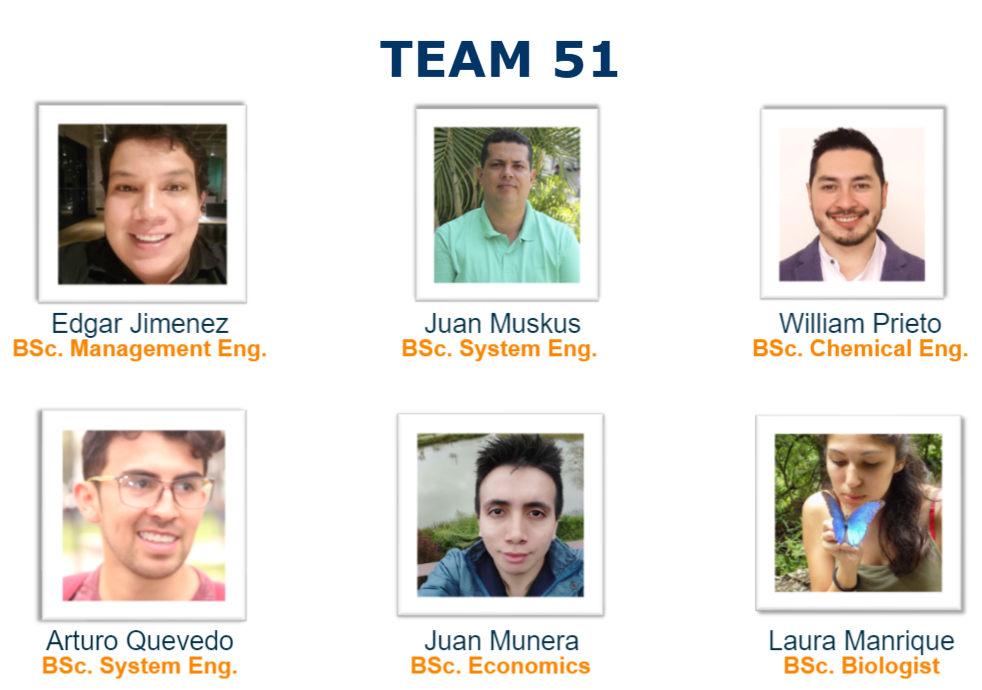 TEAM 51
Edgar Jimenez
BSc. Management Eng.
Juan Muskus
BSc. System Eng.
William Prieto
BSc. Chemical Eng.
Arturo Quevedo
BSc. System Eng.
Juan Munera
BSc. Economics
Laura Manrique
BSc. Biologist